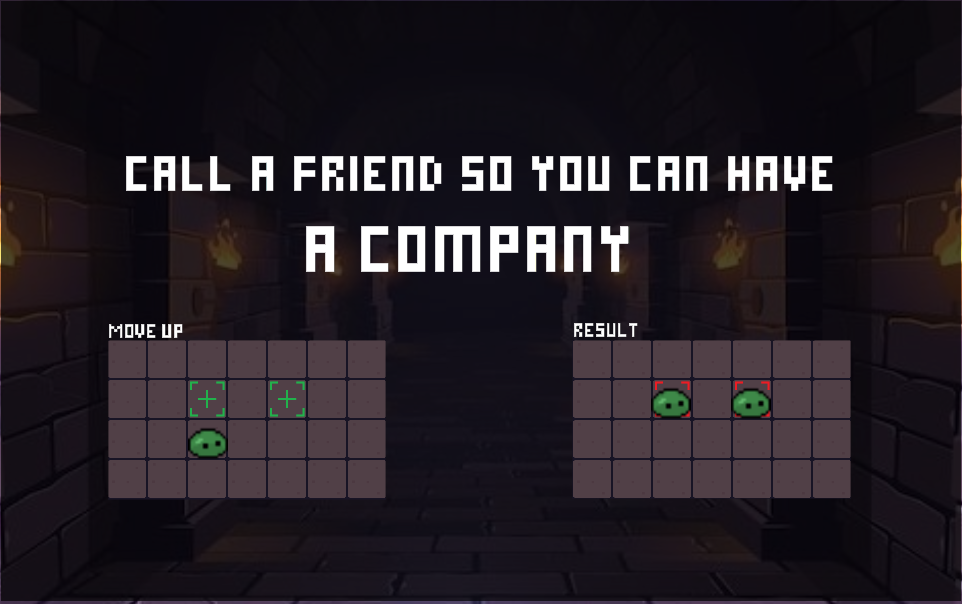 CALL A FRIEND SO YOU CAN HAVE
A COMPANY
MOVE UP
RESULT